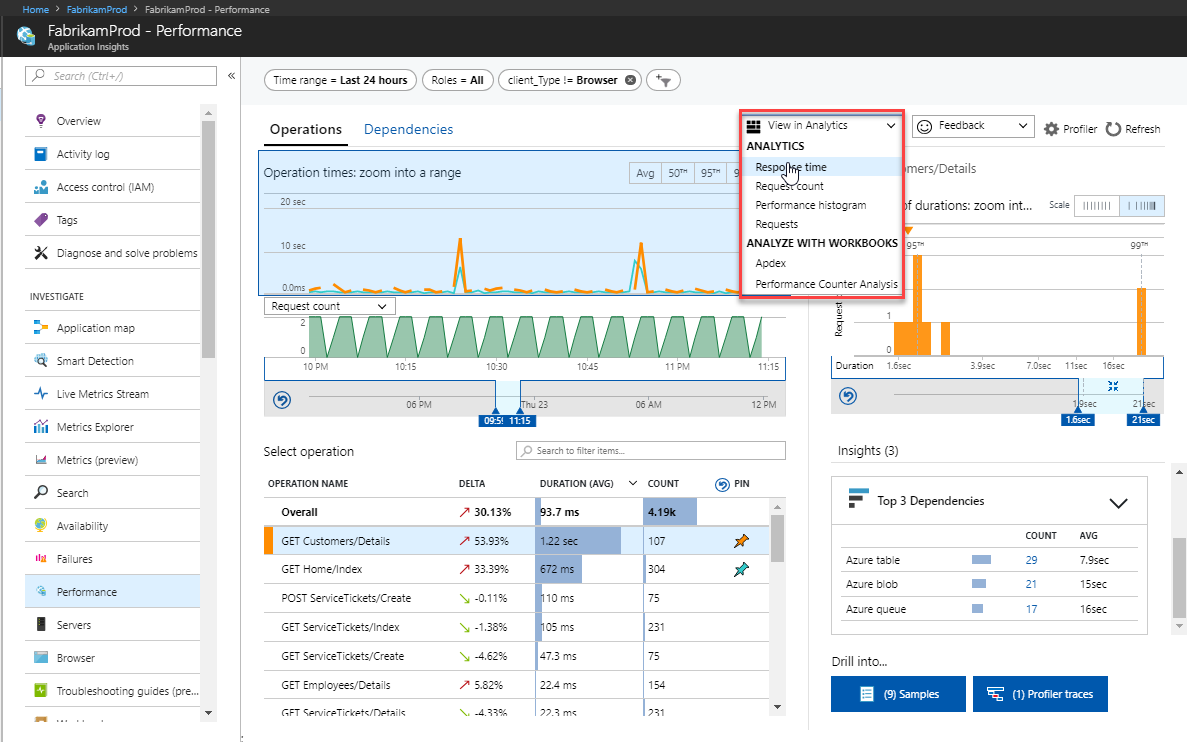 Home > FabrikamProd > FabrikamProd - Performance
FabrikamProd - Performance
Application Insights
Search (Ctrl+/)
«
Overview
Activity log
Access control (IAM)
Tags
Diagnose and solve problems
INVESTIGATE
Application map
Smart Detection
Live Metrics Stream
Metrics Explorer
Metrics (preview)
Search
Availability
Failures
Performance
Servers
Browser
Troubleshooting guides (pre...
Time range = Last 24 hours
Roles = All
client_Type != Browser
Operations
Dependencies
View in Analytics
Feedback
Profiler
Refresh
ANALYTICS
Response time
Request count
Performance histogram
Requests
ANALYZE WITH WORKBOOKS
Apdex
Performance Counter Analysis
Operation times: zoom into a range
Avg 50TH 95TH
20 sec
10 sec
0.0ms
Request count
2
0
10 PM 10:15 10:30 10:45 11 PM 11:15
06 PM Thu 23 06 AM 12 PM
09:5! 11:15
Select operation
Search to filter items...
OPERATION NAME DELTA DURATION (AVG) COUNT PIN
Overall 30.13% 93.7 ms 4.19k
GET Customers/Details 53.93% 1.22 sec 107
GET Home/Index 33.39% 672 ms 304
POST ServiceTickets/Create -0.11% 110 ms 75
GET ServiceTickets/Index -1.38% 105 ms 231
GET ServiceTickets/Create -4.62% 47.3 ms 75
GET Employees/Details 5.82% 22.4 ms 154
GET ServiceTickets/Details -4.33% 22.3 ms 231
omers/Details
of durations: zoom int...
Scale
95TH 99TH
Request
1
0
Duration 1.6sec 3.9sec 7.0sec 11sec 16sec
1.9sec 21sec
1.6sec 21sec
Insights (3)
Top 3 Dependencies
COUNT AVG
Azure table 29 7.9sec
Azure blob 21 15sec
Azure queue 17 16sec
Drill into...
(9) Samples
(1) Profiler traces